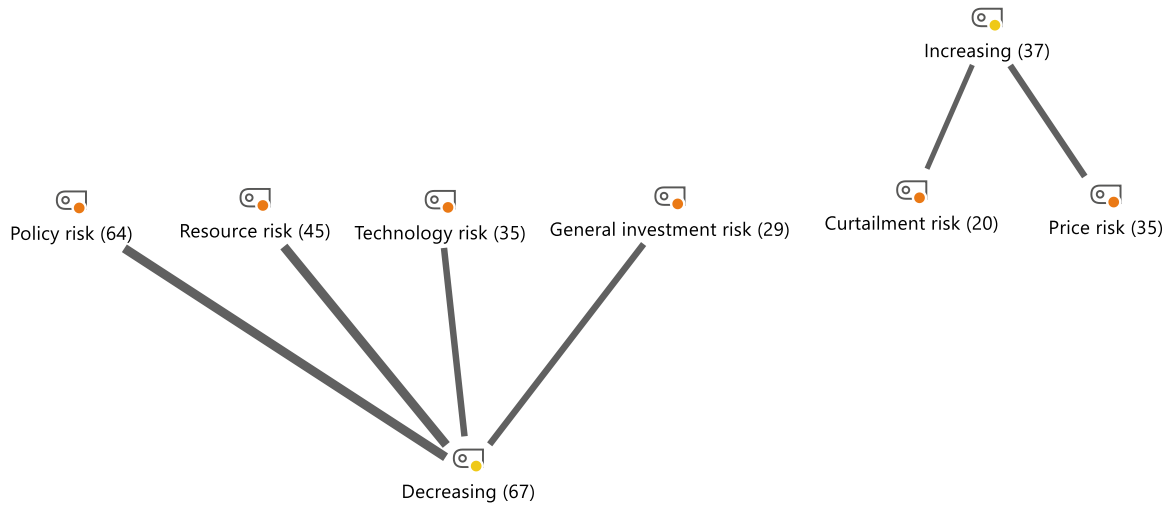 Increasing (37)
Policy risk (64)
Resource risk (45)
Technology risk (35)
General investment risk (29)
Curtailment risk (20)
Price risk (35)
Decreasing (67)